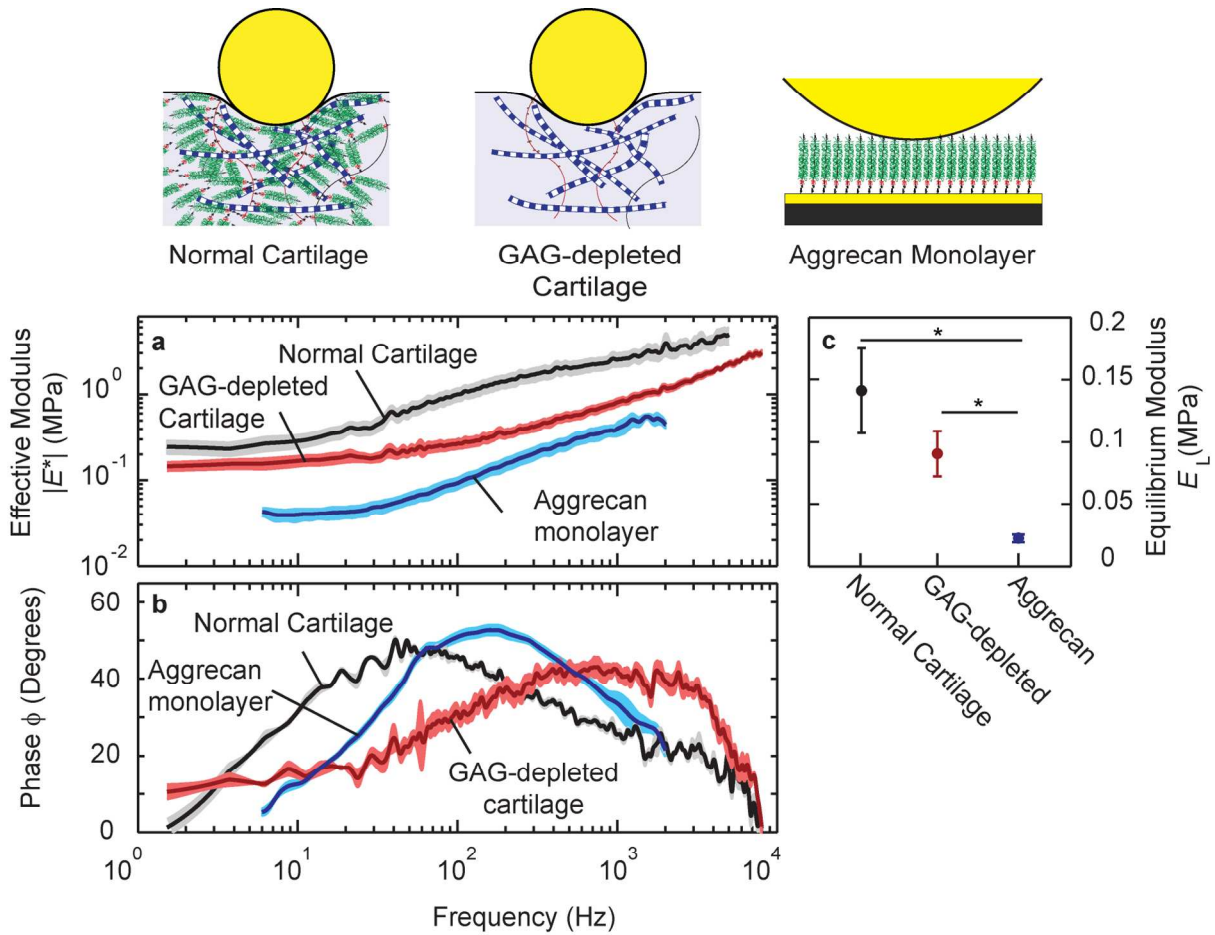 Normal Cartilage
GAG-depleted
Cartilage
Aggrecan Monolayer
a
Normal Cartilage
GAG-depleted
Cartilage
Aggrecan
monolayer
Effective Modulus
|E*| (MPa)
10^0
10^-1
10^-2
c
*
*
0.2
0.15
0.1
0.05
0
Equilibrium Modulus
E_L(MPa)
Normal Cartilage
GAG-depleted
Aggrecan
b
Normal Cartilage
Aggrecan
monolayer
GAG-depleted
cartilage
Phase ϕ (Degrees)
60
40
20
0
10^0
10^1
10^2
10^3
10^4
Frequency (Hz)